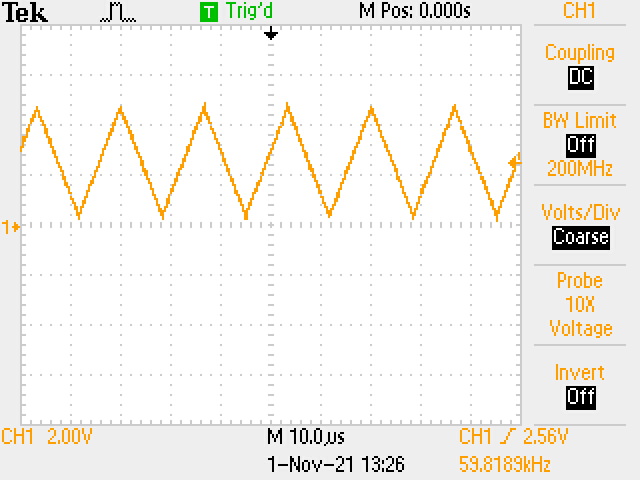 Tek T Trig'd M Pos: 0.000s CH1
Coupling
DC
BW Limit
Off
200MHz
Volts/Div
Coarse
Probe
10X
Voltage
Invert
Off
1
CH1 2.00V M 10.0µs CH1 2.56V
1-Nov-21 13:26 59.8189kHz